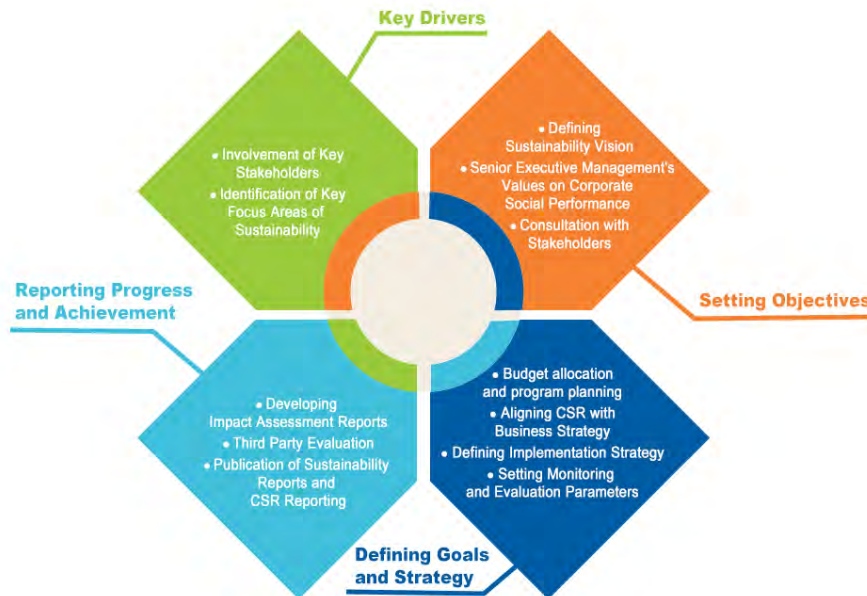 Key Drivers
• Involvement of Key
Stakeholders
• Identification of Key
Focus Areas of
Sustainability
• Defining
Sustainability Vision
• Senior Executive Management's
Values on Corporate
Social Performance
• Consultation with
Stakeholders
Setting Objectives
Reporting Progress
and Achievement
• Developing
Impact Assessment Reports
• Third Party Evaluation
• Publication of Sustainability
Reports and
CSR Reporting
• Budget allocation
and program planning
• Aligning CSR with
Business Strategy
• Defining Implementation Strategy
• Setting Monitoring
and Evaluation Parameters
Defining Goals
and Strategy